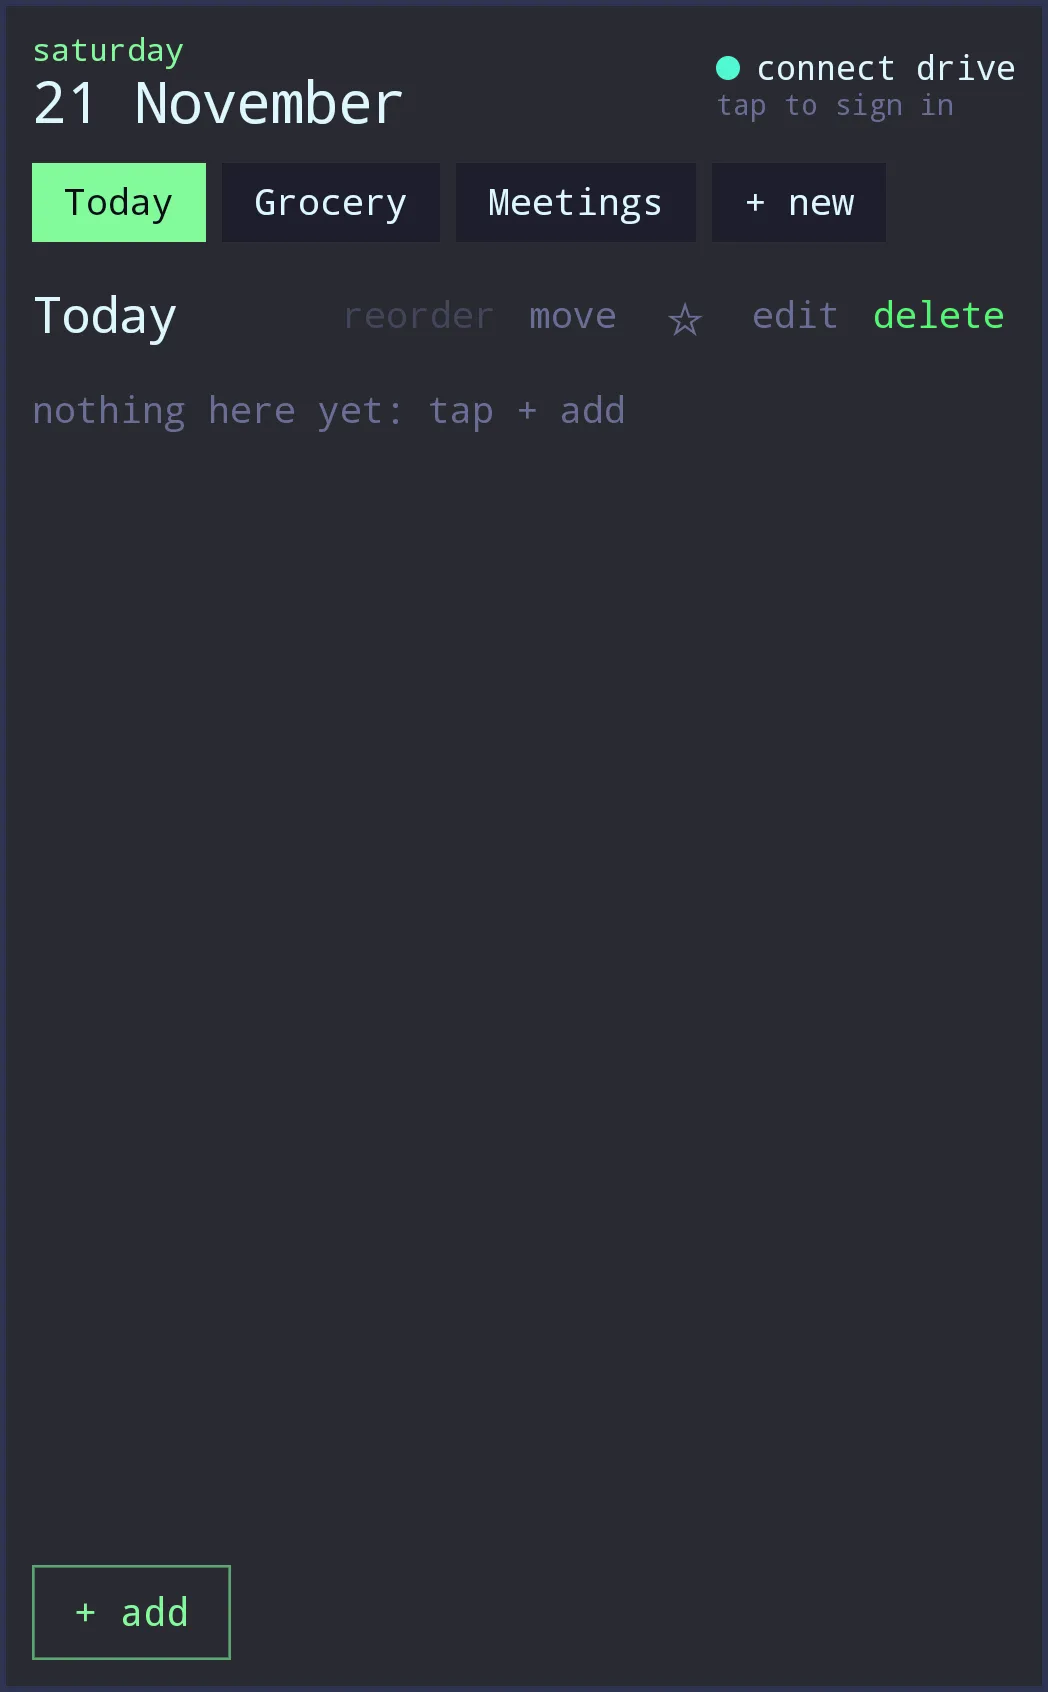 saturday
21 November
connect drive
tap to sign in
Today Grocery Meetings + new
Today reorder move ☆ edit delete
nothing here yet: tap + add
+ add